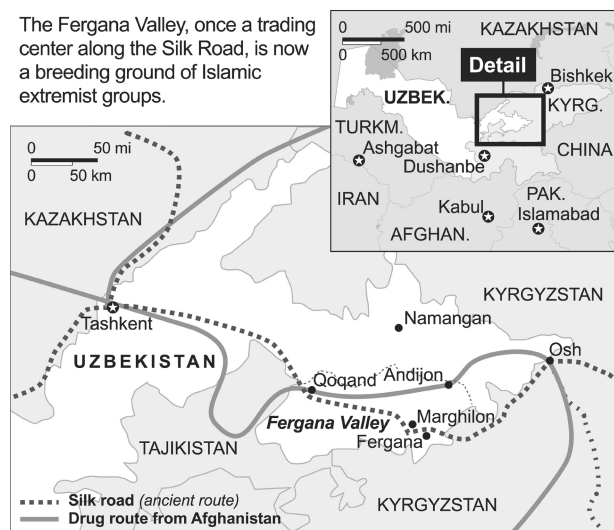 The Fergana Valley, once a trading
center along the Silk Road, is now
a breeding ground of Islamic
extremist groups.
0 500 mi
0 500 km
KAZAKHSTAN
Detail
Bishkek
UZBEK.
KYRG.
TURKM.
Ashgabat
CHINA
Dushanbe
IRAN
Kabul
PAK.
Islamabad
AFGHAN.
0 50 mi
0 50 km
KAZAKHSTAN
KYRGYZSTAN
Tashkent
Namangan
UZBEKISTAN
Osh
Qoqand
Andijon
Fergana Valley
Marghilon
Fergana
TAJIKISTAN
KYRGYZSTAN
Silk road (ancient route)
Drug route from Afghanistan